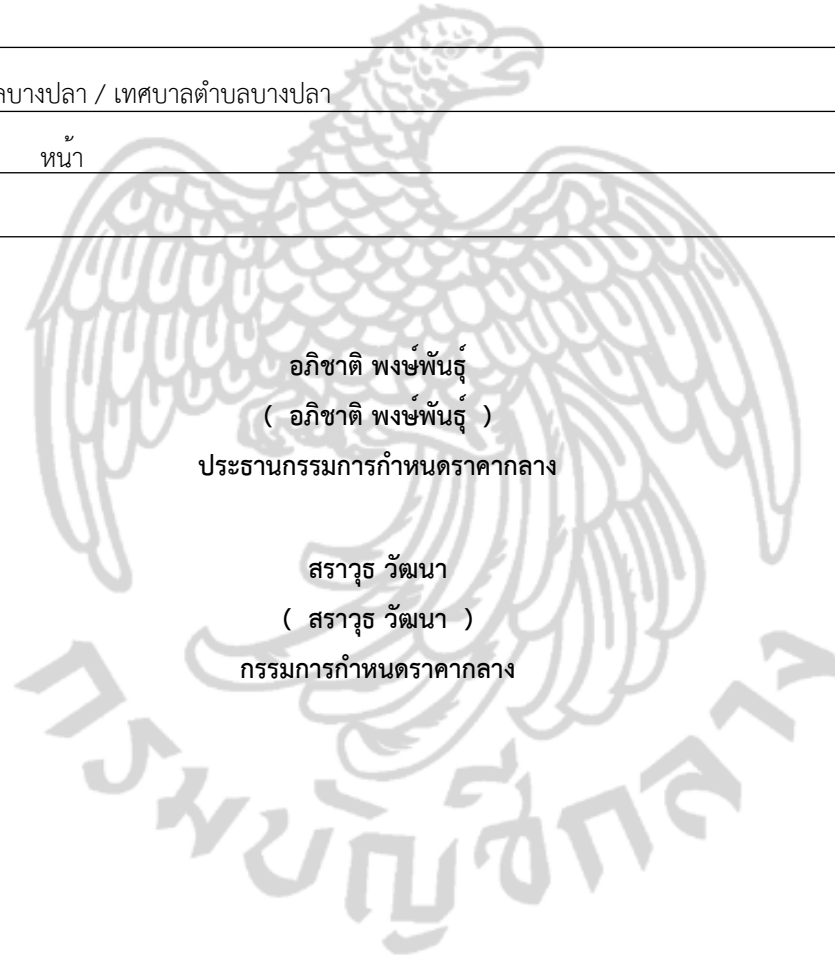 ลบางปลา / เทศบาลตำบลบางปลา
หน้า
อภิชาติ พงษ์พันธุ์
( อภิชาติ พงษ์พันธุ์ )
ประธานกรรมการกำหนดราคากลาง
สราวุธ วัฒนา
( สราวุธ วัฒนา )
กรรมการกำหนดราคากลาง
กรมบัญชีกลาง